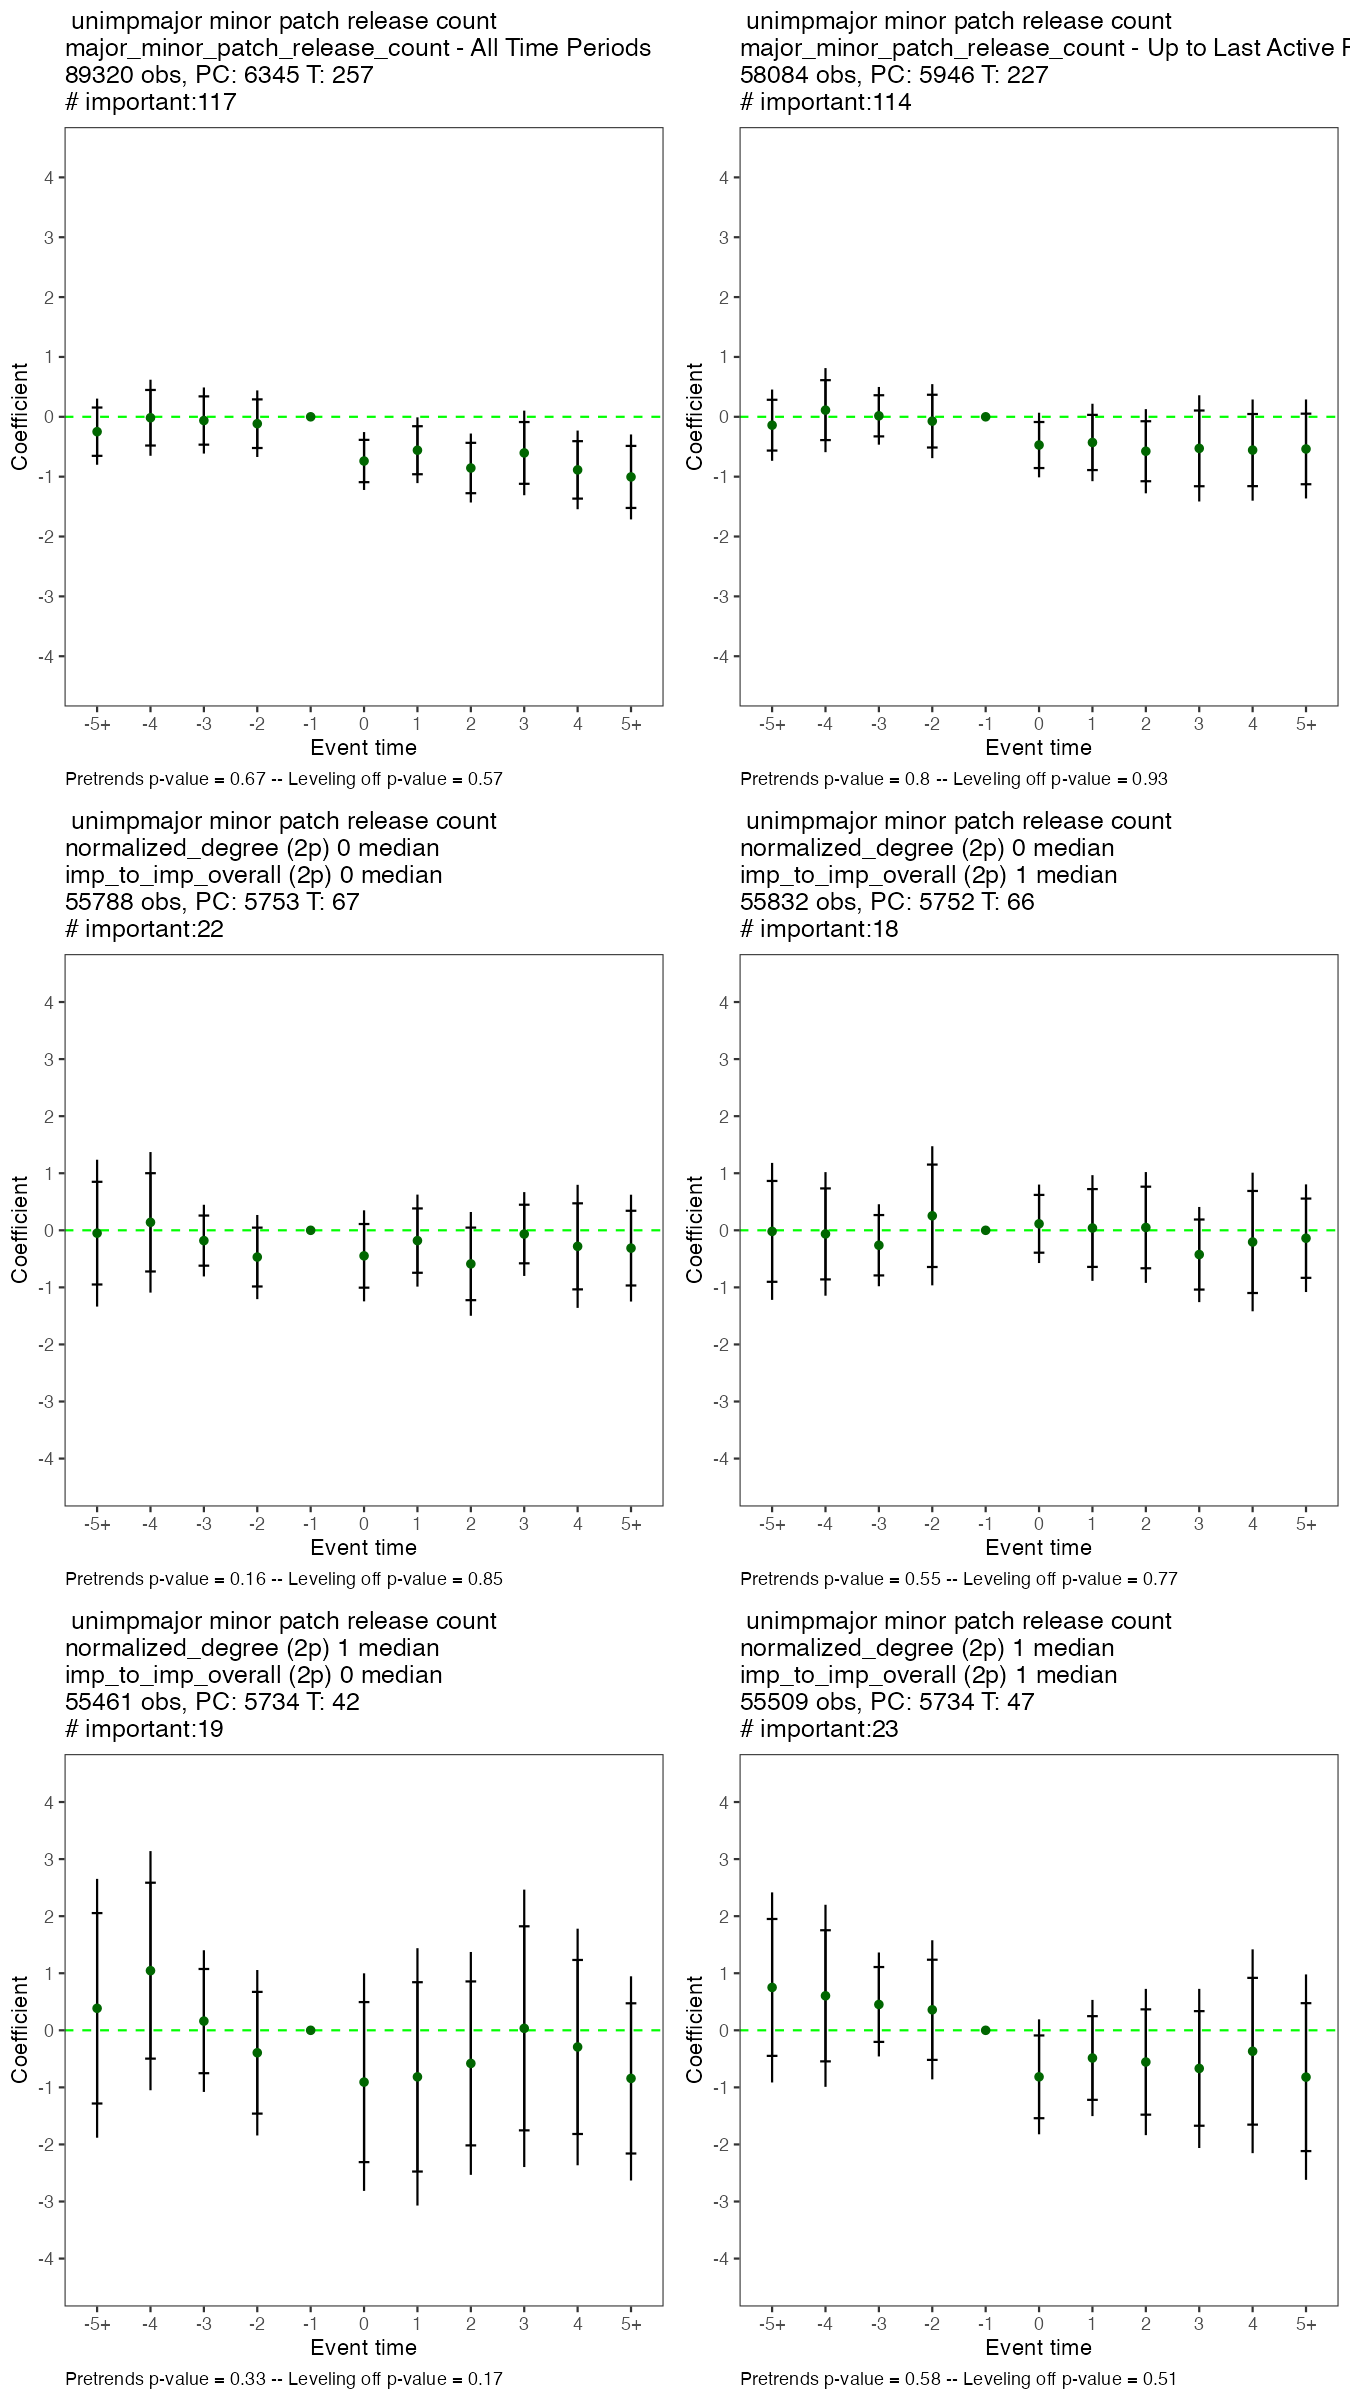 unimpmajor minor patch release count
major_minor_patch_release_count - All Time Periods
89320 obs, PC: 6345 T: 257
# important:117
4
3
2
1
0
-1
-2
-3
-4
Coefficient
-5+ -4 -3 -2 -1 0 1 2 3 4 5+
Event time
Pretrends p-value = 0.67 -- Leveling off p-value = 0.57
unimpmajor minor patch release count
major_minor_patch_release_count - Up to Last Active
58084 obs, PC: 5946 T: 227
# important:114
4
3
2
1
0
-1
-2
-3
-4
Coefficient
-5+ -4 -3 -2 -1 0 1 2 3 4 5+
Event time
Pretrends p-value = 0.8 -- Leveling off p-value = 0.93
unimpmajor minor patch release count
normalized_degree (2p) 0 median
imp_to_imp_overall (2p) 0 median
55788 obs, PC: 5753 T: 67
# important:22
4
3
2
1
0
-1
-2
-3
-4
Coefficient
-5+ -4 -3 -2 -1 0 1 2 3 4 5+
Event time
Pretrends p-value = 0.16 -- Leveling off p-value = 0.85
unimpmajor minor patch release count
normalized_degree (2p) 0 median
imp_to_imp_overall (2p) 1 median
55832 obs, PC: 5752 T: 66
# important:18
4
3
2
1
0
-1
-2
-3
-4
Coefficient
-5+ -4 -3 -2 -1 0 1 2 3 4 5+
Event time
Pretrends p-value = 0.55 -- Leveling off p-value = 0.77
unimpmajor minor patch release count
normalized_degree (2p) 1 median
imp_to_imp_overall (2p) 0 median
55461 obs, PC: 5734 T: 42
# important:19
4
3
2
1
0
-1
-2
-3
-4
Coefficient
-5+ -4 -3 -2 -1 0 1 2 3 4 5+
Event time
Pretrends p-value = 0.33 -- Leveling off p-value = 0.17
unimpmajor minor patch release count
normalized_degree (2p) 1 median
imp_to_imp_overall (2p) 1 median
55509 obs, PC: 5734 T: 47
# important:23
4
3
2
1
0
-1
-2
-3
-4
Coefficient
-5+ -4 -3 -2 -1 0 1 2 3 4 5+
Event time
Pretrends p-value = 0.58 -- Leveling off p-value = 0.51